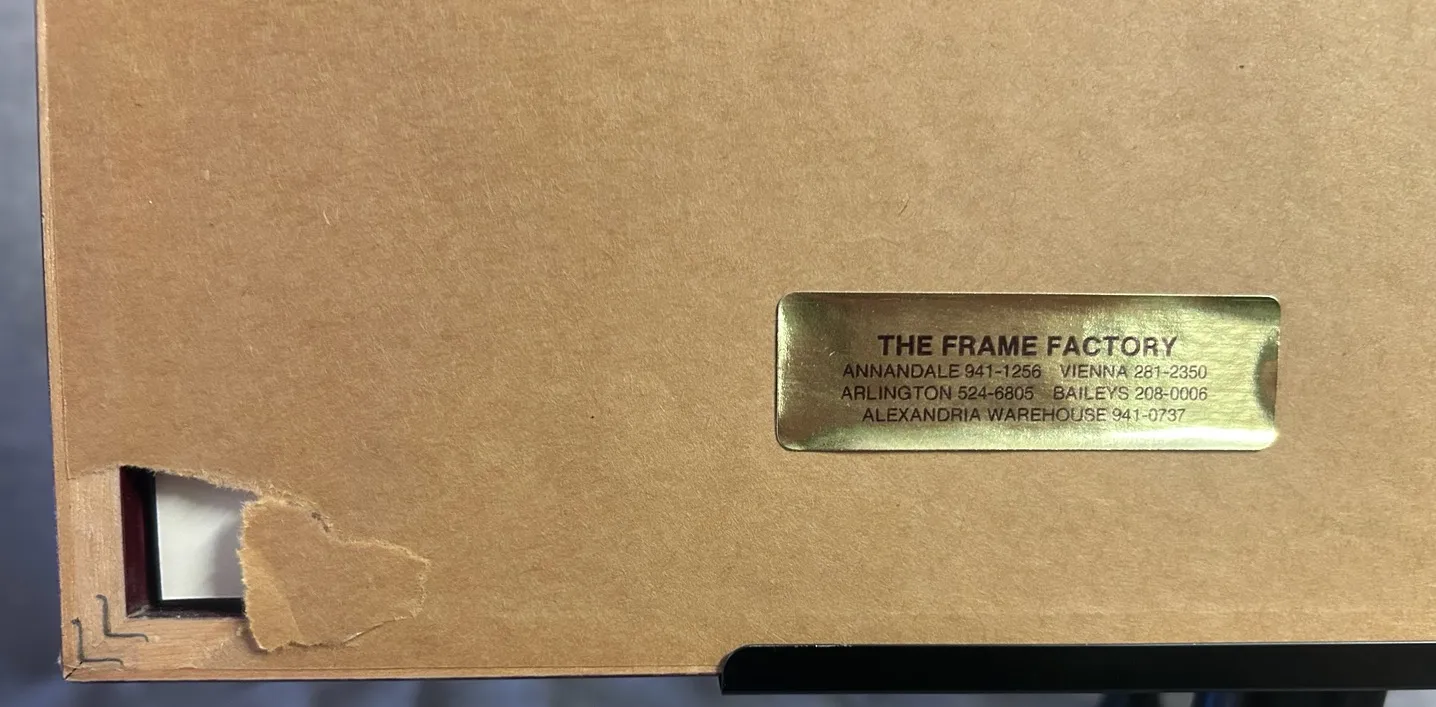 THE FRAME FACTORY
ANNANDALE 941-1256 VIENNA 281-2350
ARLINGTON 524-6805 BAILEYS 208-0006
ALEXANDRIA WAREHOUSE 941-0737